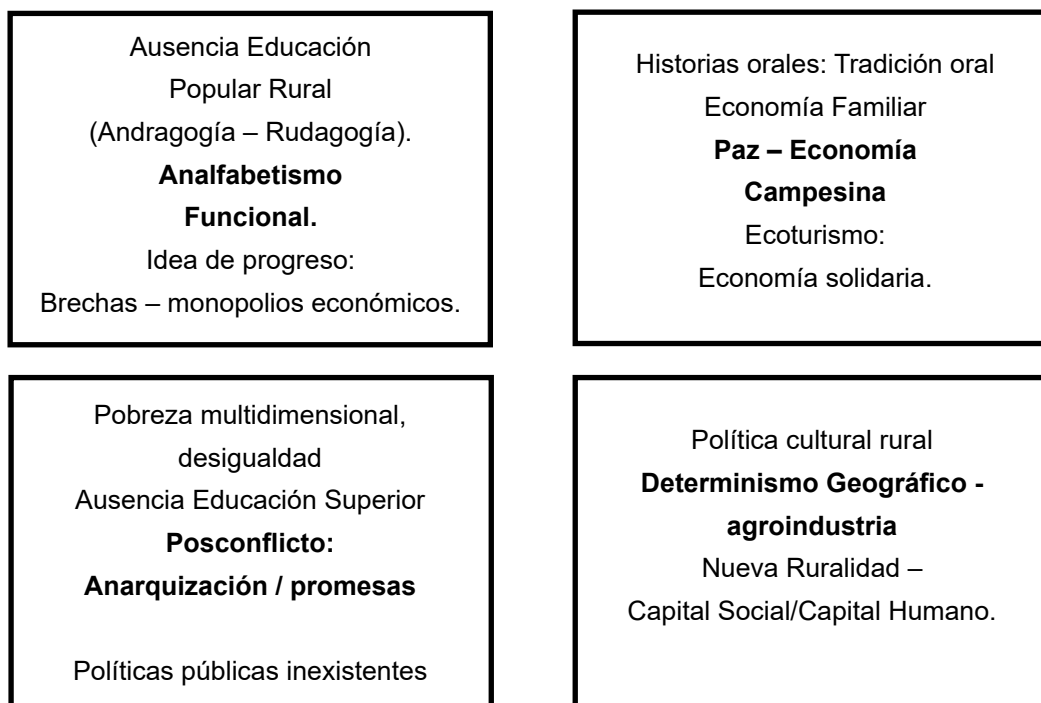 Ausencia Educación
Popular Rural
(Andragogía – Rudagogía).
Analfabetismo
Funcional.
Idea de progreso:
Brechas – monopolios económicos.
Historias orales: Tradición oral
Economía Familiar
Paz – Economía
Campesina
Ecoturismo:
Economía solidaria.
Pobreza multidimensional,
desigualdad
Ausencia Educación Superior
Posconflicto:
Anarquización / promesas
Políticas públicas inexistentes
Política cultural rural
Determinismo Geográfico -
agroindustria
Nueva Ruralidad –
Capital Social/Capital Humano.